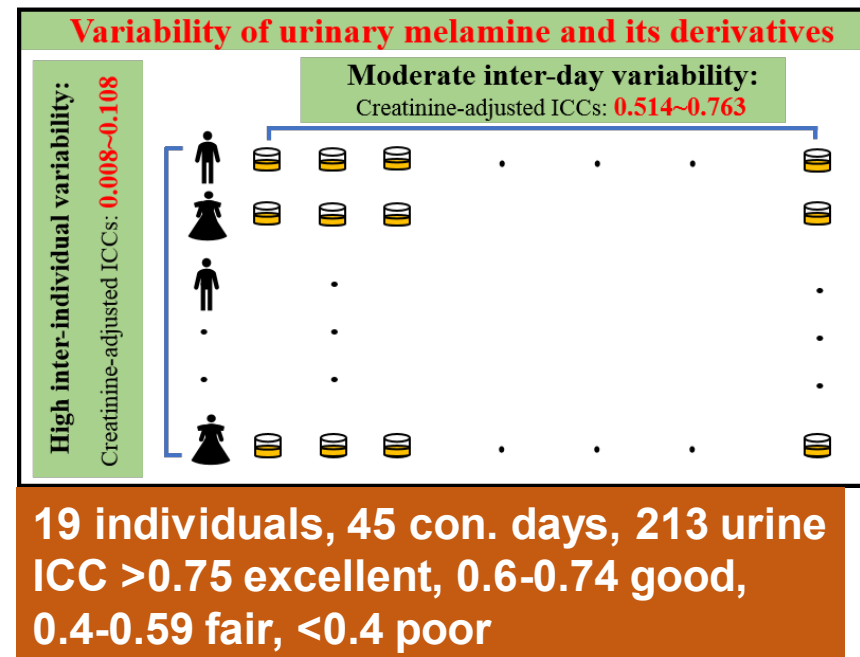 Variability of urinary melamine and its derivatives
High inter-individual variability:
Creatinine-adjusted ICCs: 0.008~0.108
Moderate inter-day variability:
Creatinine-adjusted ICCs: 0.514~0.763
19 individuals, 45 con. days, 213 urine
ICC >0.75 excellent, 0.6-0.74 good,
0.4-0.59 fair, <0.4 poor